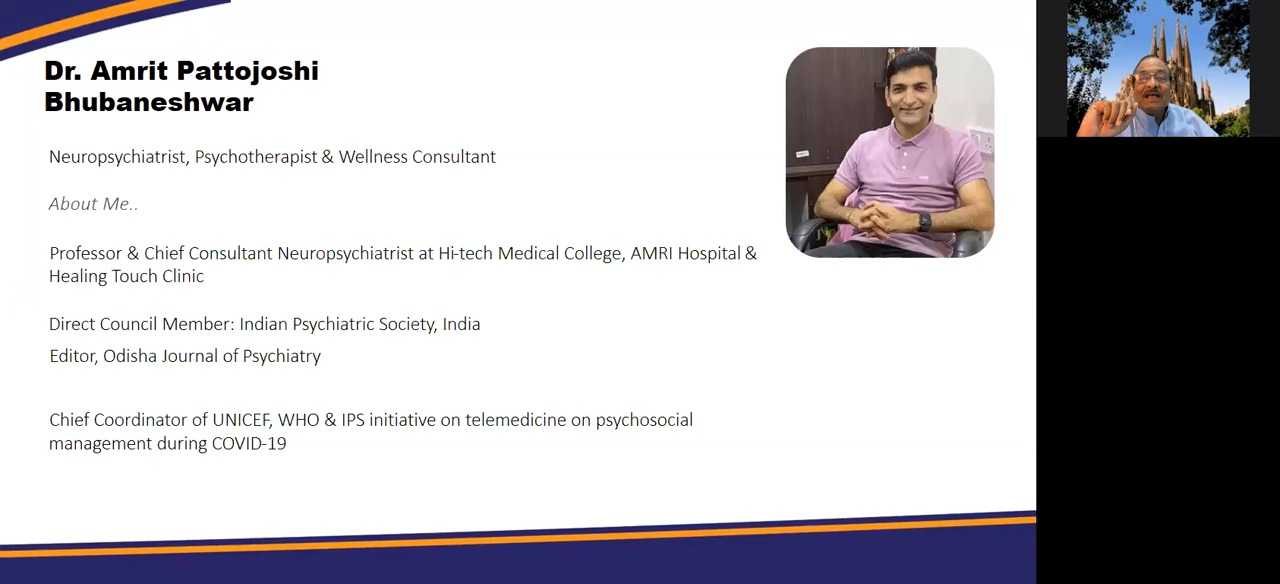 Dr. Amrit Pattojoshi
Bhubaneshwar
Neuropsychiatrist, Psychotherapist & Wellness Consultant
About Me..
Professor & Chief Consultant Neuropsychiatrist at Hi-tech Medical College, AMRI Hospital &
Healing Touch Clinic
Direct Council Member: Indian Psychiatric Society, India
Editor, Odisha Journal of Psychiatry
Chief Coordinator of UNICEF, WHO & IPS initiative on telemedicine on psychosocial
management during COVID-19